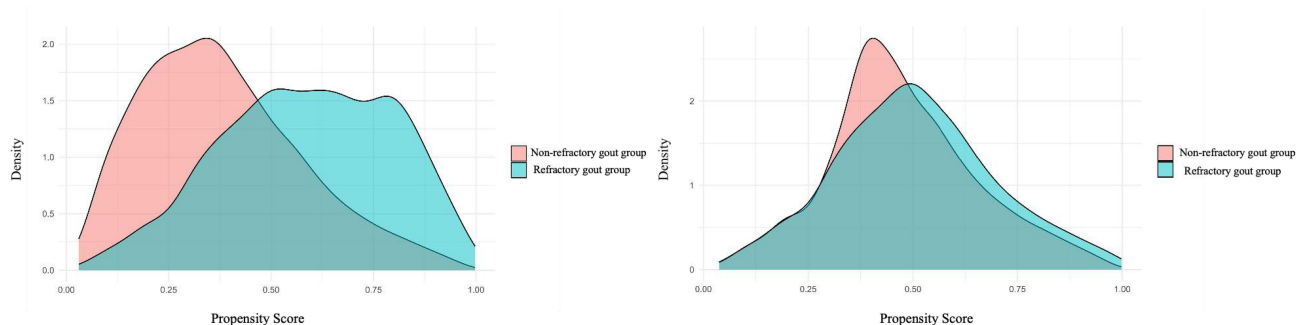 2.0
1.5
1.0
0.5
0.0
Density
0.00 0.25 0.50 0.75 1.00
Propensity Score
Non-refractory gout group
Refractory gout group
2
1
0
Density
0.00 0.25 0.50 0.75 1.00
Propensity Score
Non-refractory gout group
Refractory gout group